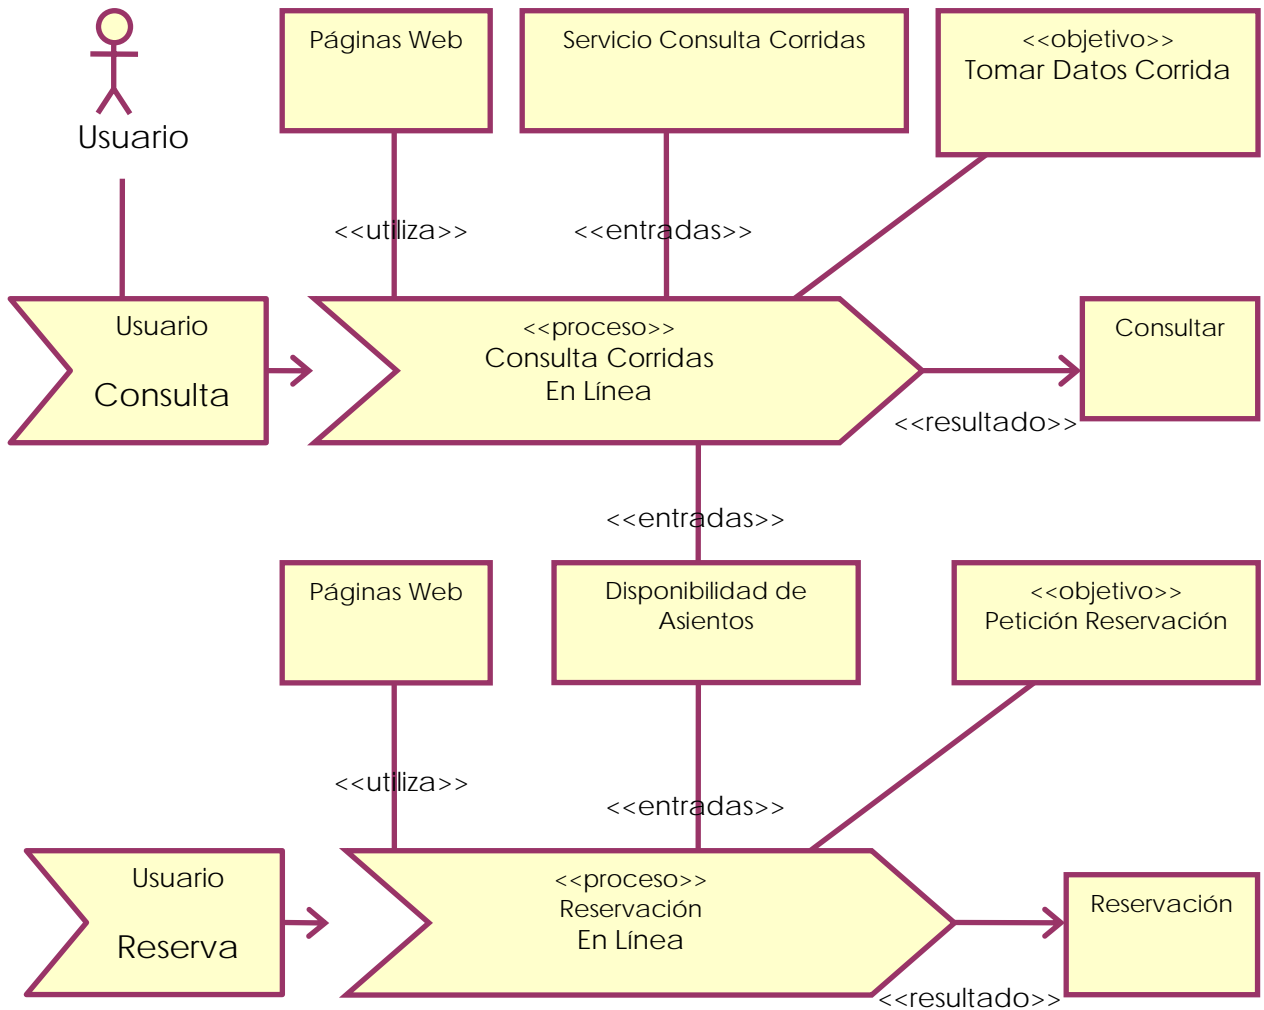 Páginas Web
Servicio Consulta Corridas
<<objetivo>>
Tomar Datos Corrida
Usuario
<<utiliza>>
<<entradas>>
Usuario
Consulta
<<proceso>>
Consulta Corridas
En Línea
Consultar
<<resultado>>
<<entradas>>
Páginas Web
Disponibilidad de
Asientos
<<objetivo>>
Petición Reservación
<<utiliza>>
<<entradas>>
Usuario
Reserva
<<proceso>>
Reservación
En Línea
Reservación
<<resultado>>